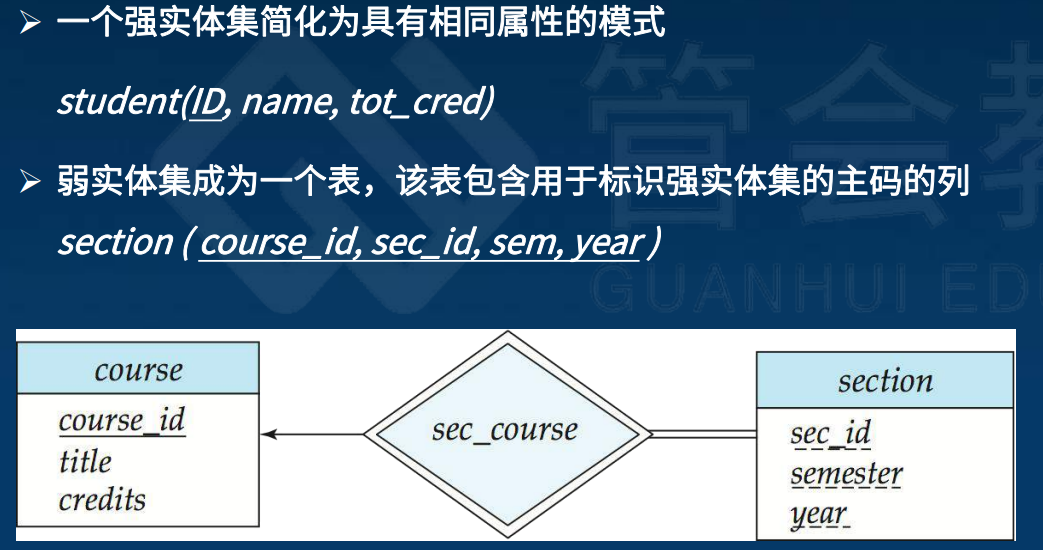 ➢ 一个强实体集简化为具有相同属性的模式
student(ID, name, tot_cred)
➢ 弱实体集成为一个表，该表包含用于标识强实体集的主码的列
section ( course_id, sec_id, sem, year )
管会教
GUANHUI ED
course
course_id
title
credits
sec_course
section
sec_id
semester
year